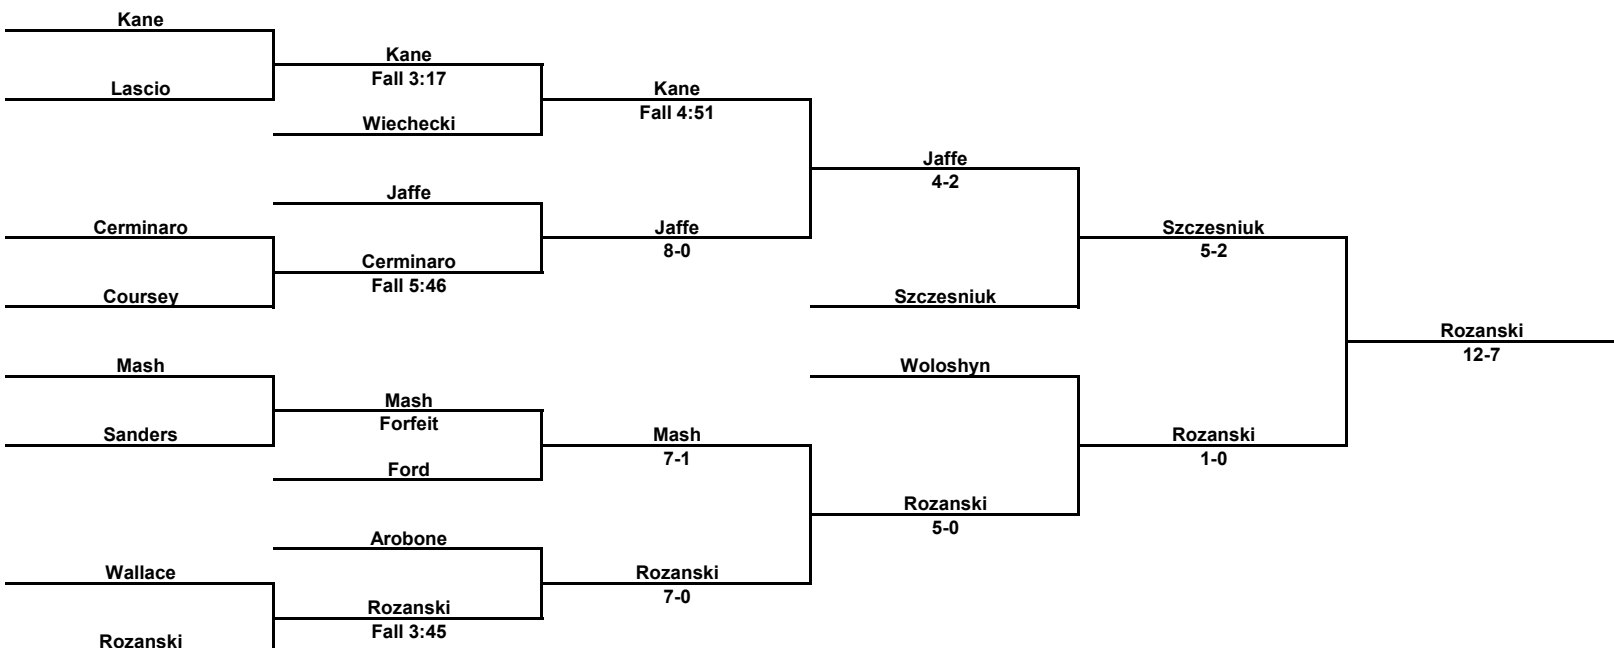 Kane
Kane
Fall 3:17
Lascio
Kane
Fall 4:51
Wiechecki
Jaffe
4-2
Jaffe
Cerminaro
Jaffe
8-0
Szczesniuk
5-2
Cerminaro
Fall 5:46
Coursey
Szczesniuk
Rozanski
12-7
Mash
Woloshyn
Mash
Forfeit
Sanders
Mash
7-1
Rozanski
1-0
Ford
Rozanski
5-0
Arobone
Wallace
Rozanski
7-0
Rozanski
Fall 3:45
Rozanski